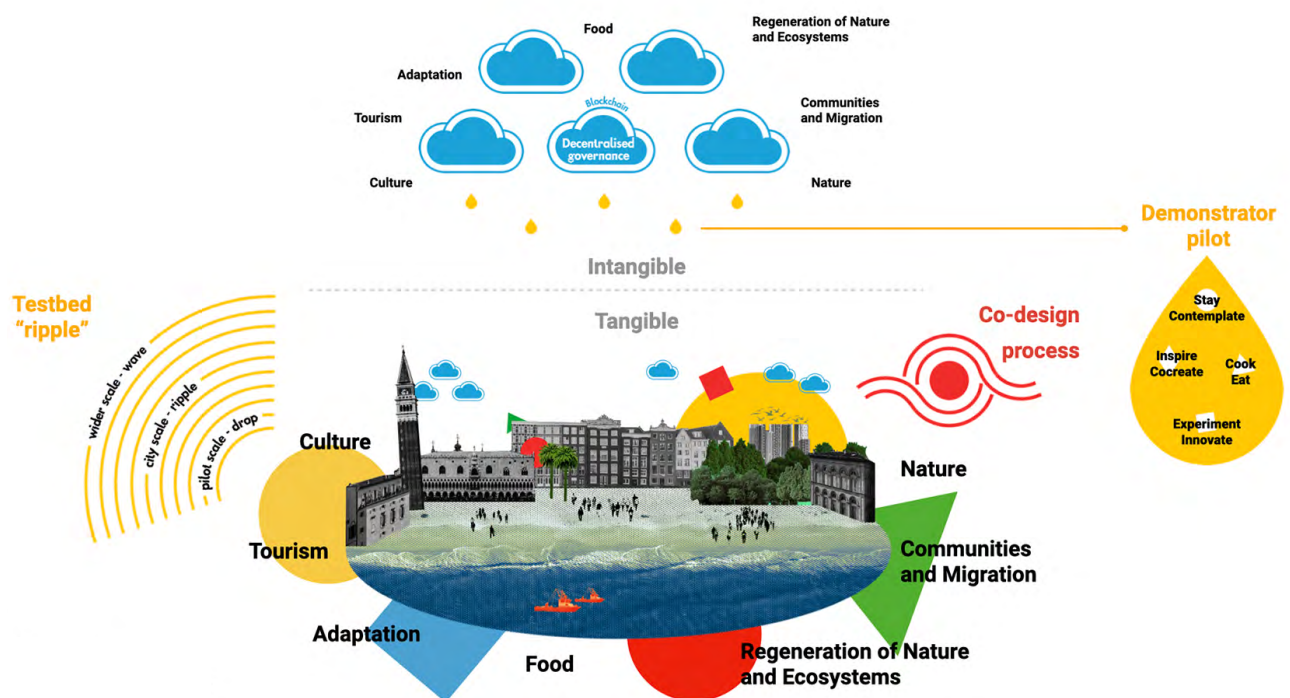 Food
Regeneration of Nature
and Ecosystems
Adaptation
Tourism
Blockchain
Decentralised
governance
Communities
and Migration
Culture
Nature
Demonstrator
pilot
Stay
Contemplate
Inspire
Cocreate
Cook
Eat
Experiment
Innovate
Intangible
Tangible
Testbed
“ripple”
wider scale - wave
city scale - ripple
pilot scale - drop
Co-design
process
Culture
Nature
Tourism
Communities
and Migration
Adaptation
Food
Regeneration of Nature
and Ecosystems